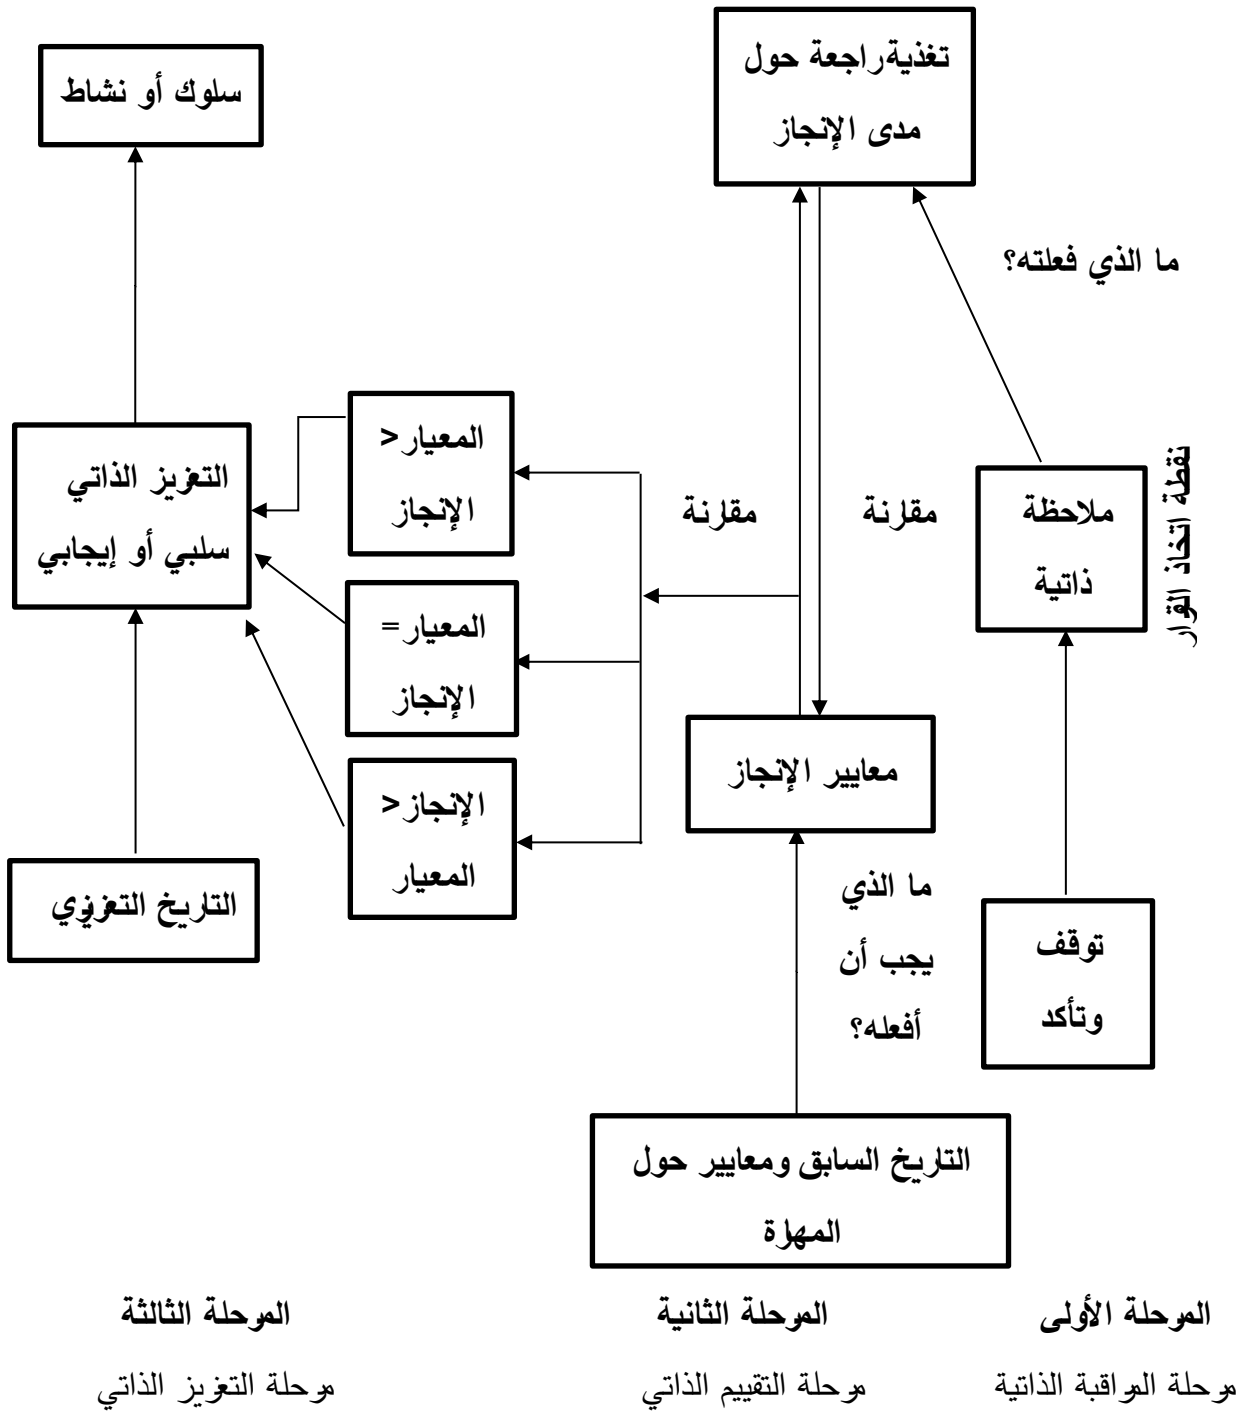 تغذية راجعة حول
مدى الإنجاز
سلوك أو نشاط
ما الذي فعلته؟
نقطة اتخاذ القرار
ملاحظة
ذاتية
مقارنة
مقارنة
المعيار<
الإنجاز
التعزيز الذاتي
سلبي أو إيجابي
المعيار=
الإنجاز
معايير الإنجاز
الإنجاز<
المعيار
ما الذي
يجب أن
أفعله؟
التاريخ التعزيزي
توقف
وتأكد
التاريخ السابق ومعايير حول
المهارة
المرحلة الأولى
المرحلة الثانية
المرحلة الثالثة
مرحلة المراقبة الذاتية
مرحلة التقييم الذاتي
مرحلة التعزيز الذاتي